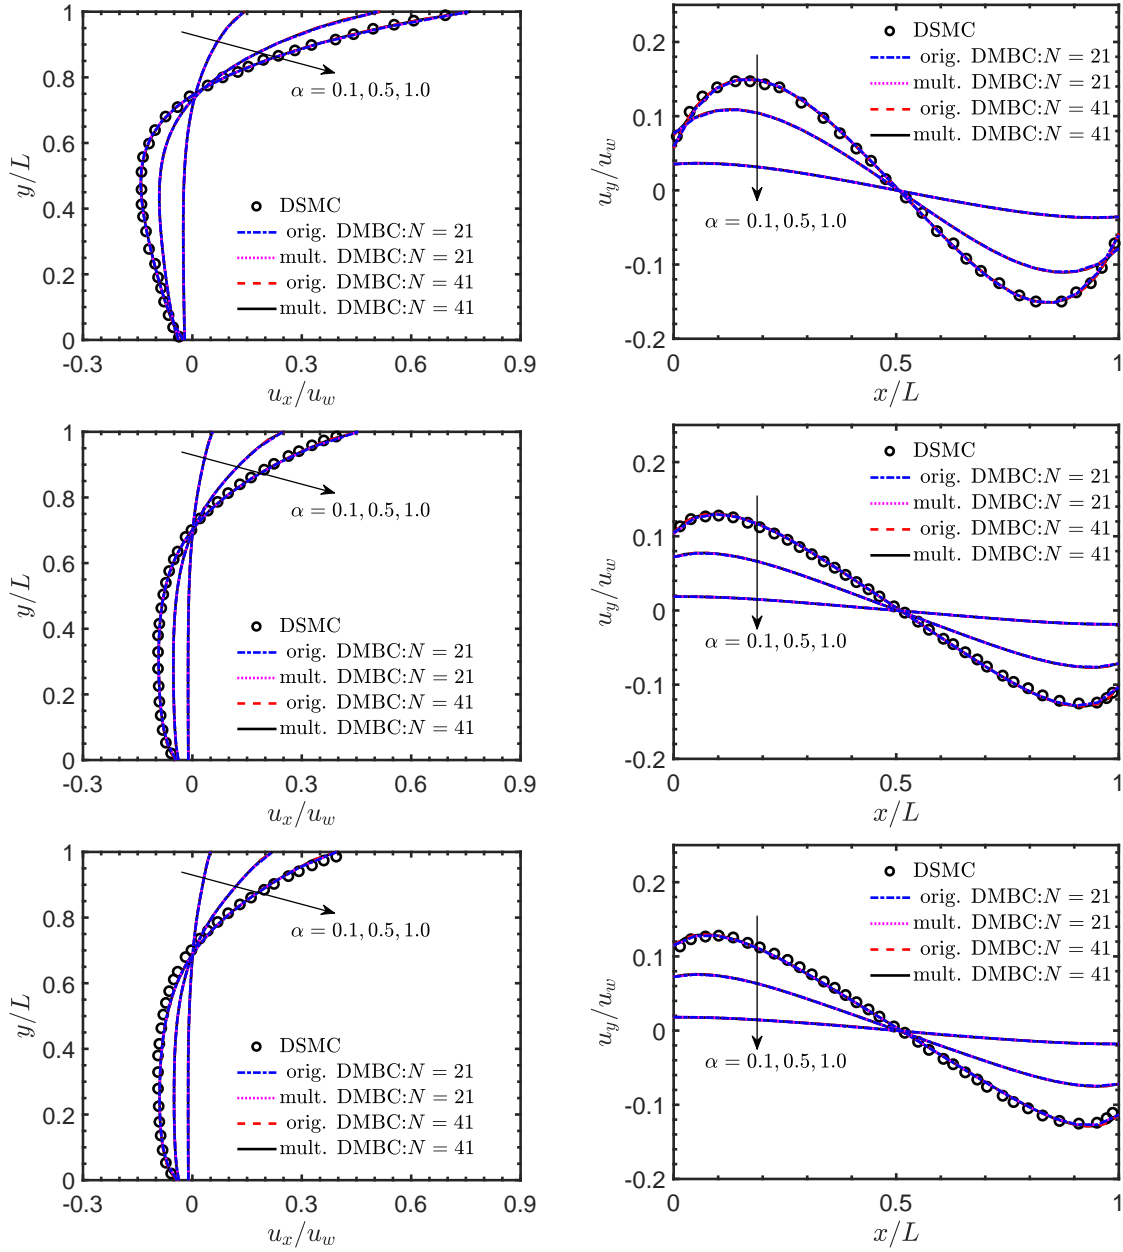 1
0.8
0.6
0.4
0.2
0
y/L
-0.3
0
0.3
0.6
0.9
u_x/u_w
α = 0.1, 0.5, 1.0
DSMC
orig. DMBC:N = 21
mult. DMBC:N = 21
orig. DMBC:N = 41
mult. DMBC:N = 41
0.2
0.1
0
-0.1
-0.2
u_y/u_w
0
0.5
1
x/L
α = 0.1, 0.5, 1.0
DSMC
orig. DMBC:N = 21
mult. DMBC:N = 21
orig. DMBC:N = 41
mult. DMBC:N = 41
1
0.8
0.6
0.4
0.2
0
y/L
-0.3
0
0.3
0.6
0.9
u_x/u_w
α = 0.1, 0.5, 1.0
DSMC
orig. DMBC:N = 21
mult. DMBC:N = 21
orig. DMBC:N = 41
mult. DMBC:N = 41
0.2
0.1
0
-0.1
-0.2
u_y/u_w
0
0.5
1
x/L
α = 0.1, 0.5, 1.0
DSMC
orig. DMBC:N = 21
mult. DMBC:N = 21
orig. DMBC:N = 41
mult. DMBC:N = 41
1
0.8
0.6
0.4
0.2
0
y/L
-0.3
0
0.3
0.6
0.9
u_x/u_w
α = 0.1, 0.5, 1.0
DSMC
orig. DMBC:N = 21
mult. DMBC:N = 21
orig. DMBC:N = 41
mult. DMBC:N = 41
0.2
0.1
0
-0.1
-0.2
u_y/u_w
0
0.5
1
x/L
α = 0.1, 0.5, 1.0
DSMC
orig. DMBC:N = 21
mult. DMBC:N = 21
orig. DMBC:N = 41
mult. DMBC:N = 41